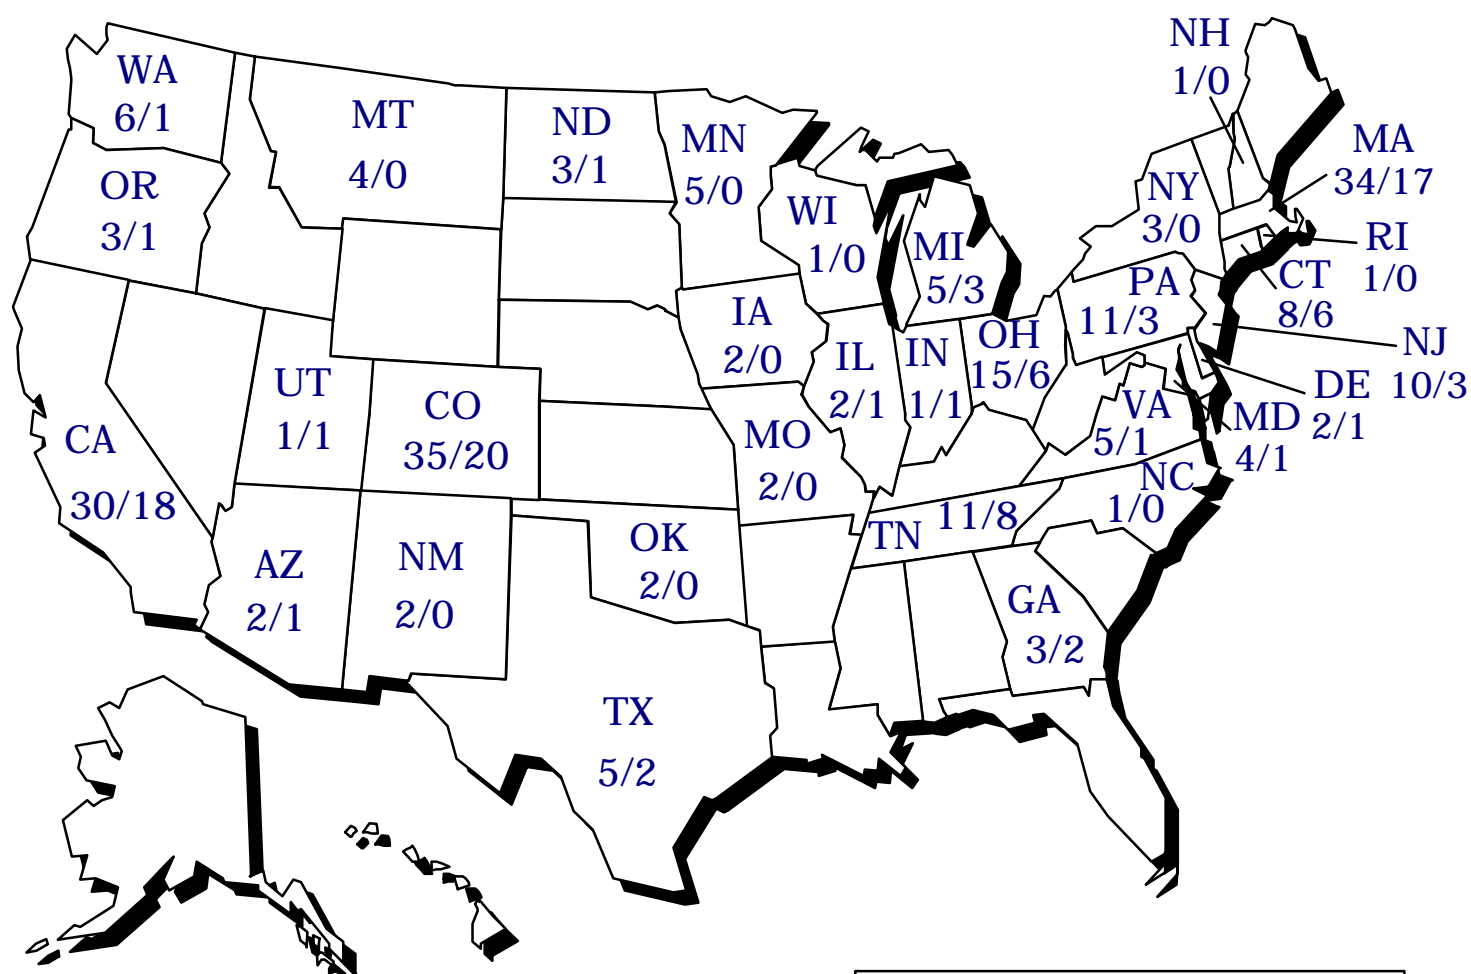 NH
1/0
WA
6/1
MT
4/0
ND
3/1
MN
5/0
MA
34/17
OR
3/1
WI
1/0
NY
3/0
RI
1/0
MI
5/3
CT
8/6
PA
11/3
IA
2/0
NJ
10/3
OH
15/6
IL
2/1
IN
1/1
DE
2/1
UT
1/1
CO
35/20
VA
5/1
MD
4/1
CA
30/18
MO
2/0
NC
1/0
TN 11/8
AZ
2/1
NM
2/0
OK
2/0
GA
3/2
TX
5/2